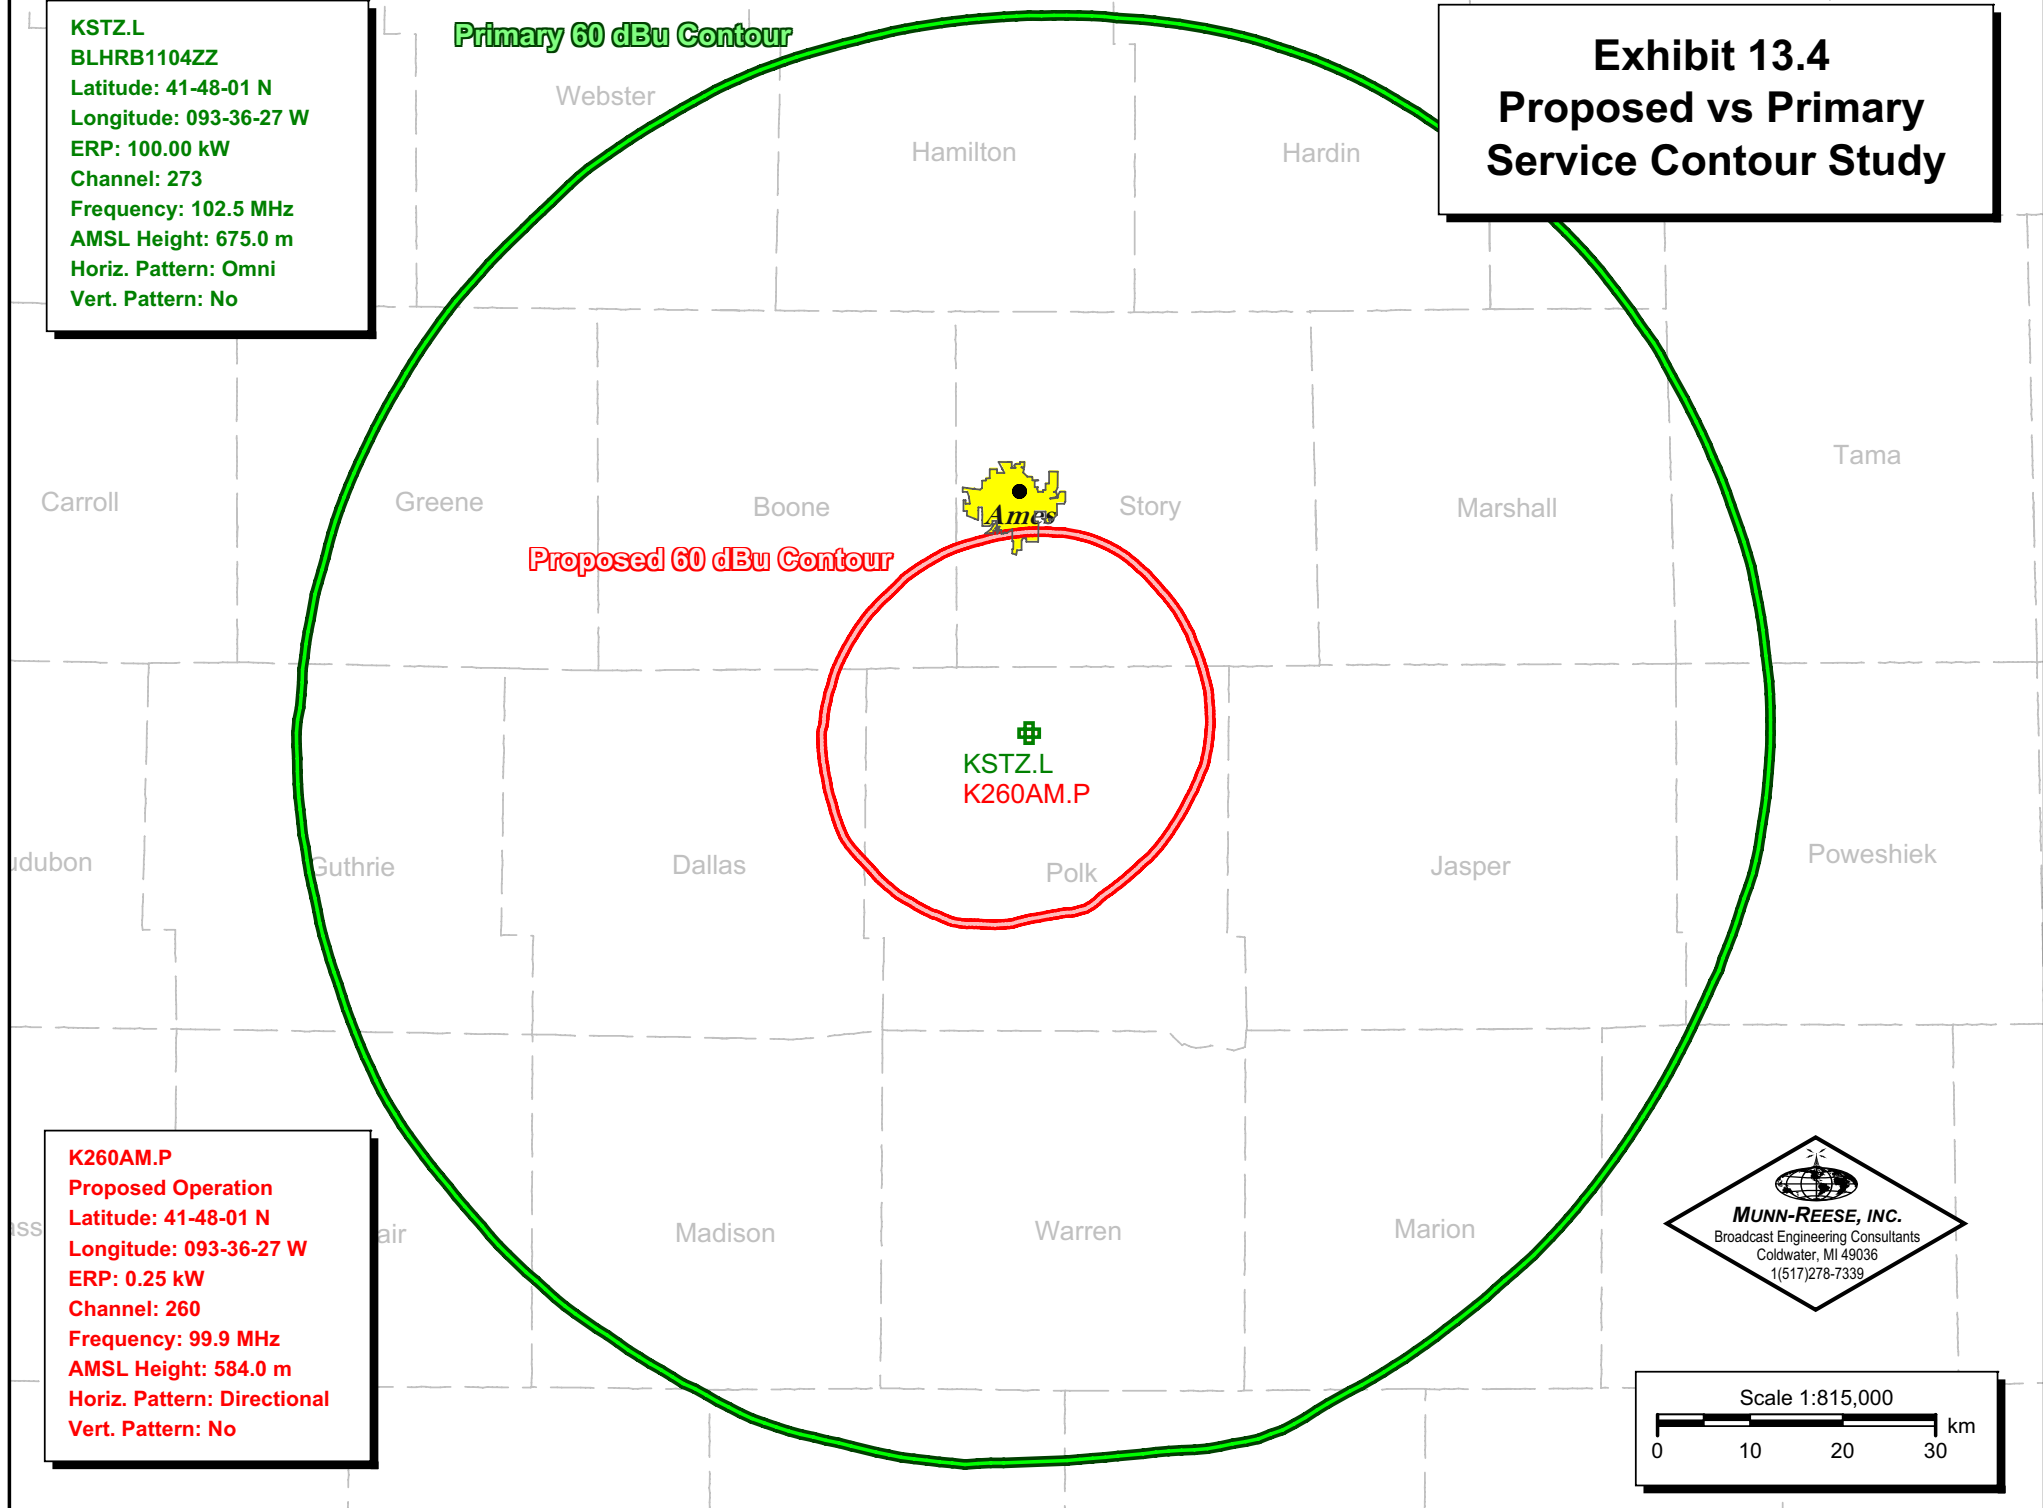 KSTZ.L
BLHRB1104ZZ
Latitude: 41-48-01 N
Longitude: 093-36-27 W
ERP: 100.00 kW
Channel: 273
Frequency: 102.5 MHz
AMSL Height: 675.0 m
Horiz. Pattern: Omni
Vert. Pattern: No
Primary 60 dBu Contour
Exhibit 13.4
Proposed vs Primary
Service Contour Study
Webster
Hamilton
Hardin
Tama
Carroll
Greene
Boone
Story
Marshall
Ames
Proposed 60 dBu Contour
KSTZ.L
K260AM.P
udubon
Guthrie
Dallas
Polk
Jasper
Poweshiek
ass
air
Madison
Warren
Marion
K260AM.P
Proposed Operation
Latitude: 41-48-01 N
Longitude: 093-36-27 W
ERP: 0.25 kW
Channel: 260
Frequency: 99.9 MHz
AMSL Height: 584.0 m
Horiz. Pattern: Directional
Vert. Pattern: No
MUNN-REESE, INC.
Broadcast Engineering Consultants
Coldwater, MI 49036
1(517)278-7339
Scale 1:815,000
km
0 10 20 30